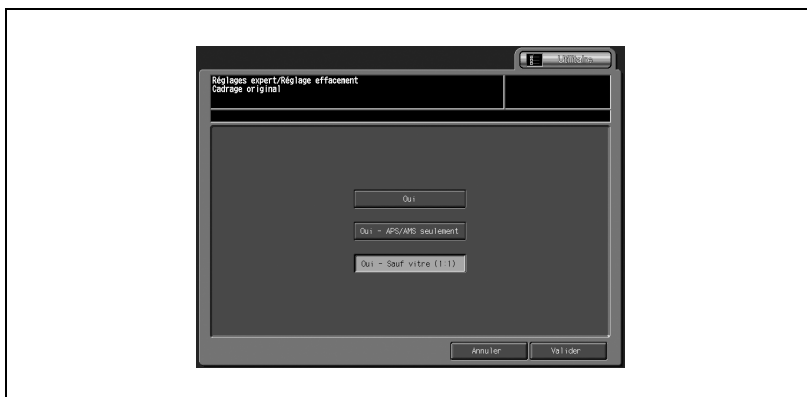 Utilitaire
Réglages expert/Réglage effacement
Cadrage original
Oui
Oui - APS/AMS seulement
Oui - Sauf vitre (1:1)
Annuler
Valider